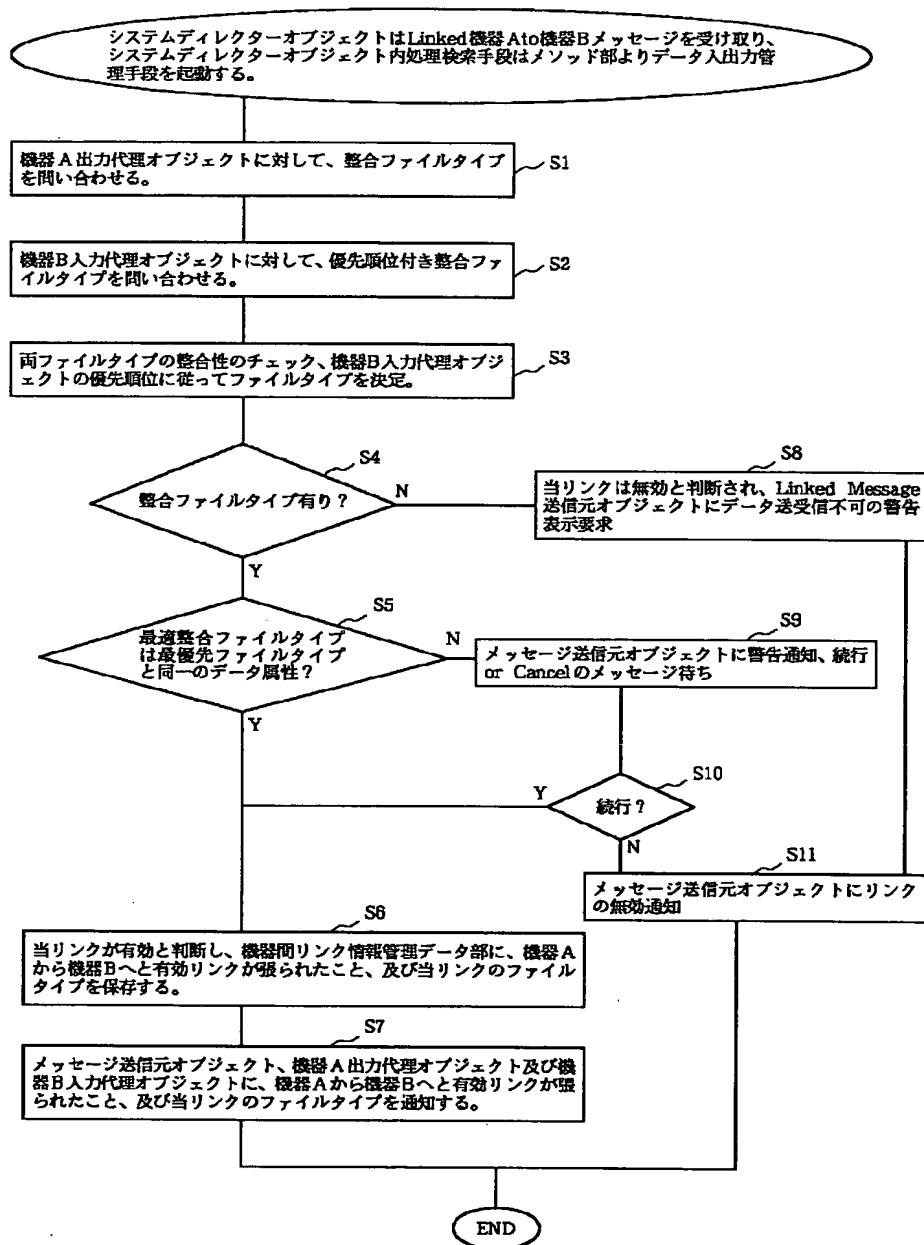 システムディレクターオブジェクトはLinked機器Ato機器Bメッセージを受け取り、
システムディレクターオブジェクト内処理検索手段はメソッド部よりデータ入出力管
理手段を起動する。
機器A出力代理オブジェクトに対して、整合ファイルタイプ
を問い合わせる。
S1
機器B入力代理オブジェクトに対して、優先順位付き整合ファ
イルタイプを問い合わせる。
S2
両ファイルタイプの整合性のチェック、機器B入力代理オブジ
ェクトの優先順位に従ってファイルタイプを決定。
S3
S4
整合ファイルタイプ有り?
N
Y
S8
当リンクは無効と判断され、Linked Message
送信元オブジェクトにデータ送受信不可の警告
表示要求
S5
最適整合ファイルタイプ
は最優先ファイルタイプ
と同一のデータ属性?
N
Y
S9
メッセージ送信元オブジェクトに警告通知、続行
or Cancelのメッセージ待ち
S10
続行?
Y
N
S11
メッセージ送信元オブジェクトにリンク
の無効通知
S6
当リンクが有効と判断し、機器間リンク情報管理データ部に、機器A
から機器Bへと有効リンクが張られたこと、及び当リンクのファイル
タイプを保存する。
S7
メッセージ送信元オブジェクト、機器A出力代理オブジェクト及び機
器B入力代理オブジェクトに、機器Aから機器Bへと有効リンクが張
られたこと、及び当リンクのファイルタイプを通知する。
END